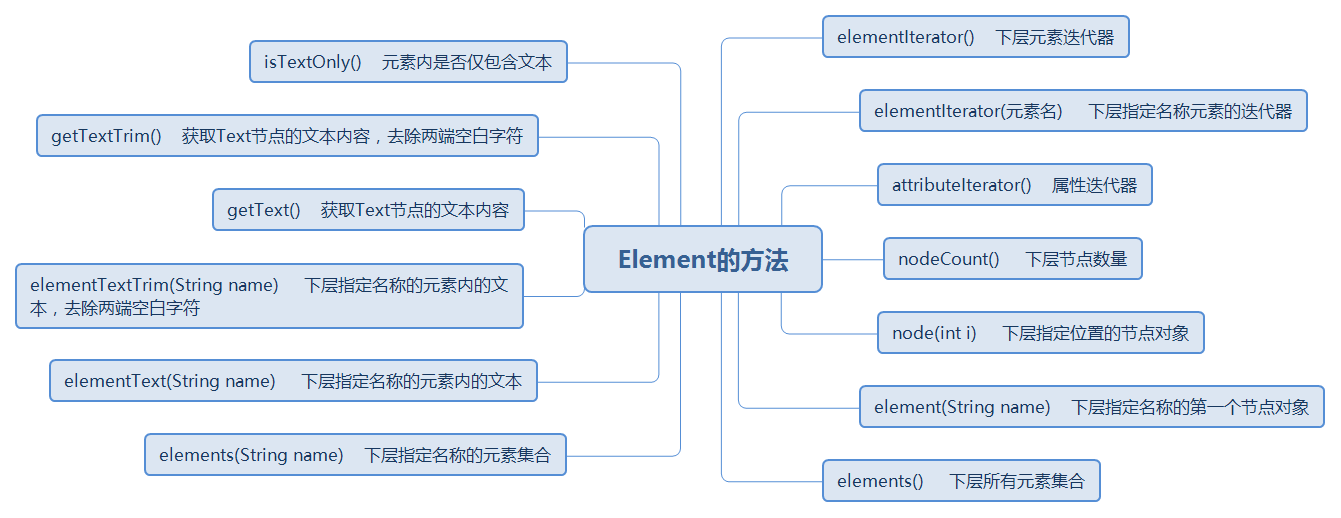 Element的方法
elementIterator() 下层元素迭代器
elementIterator(元素名) 下层指定名称元素的迭代器
attributeIterator() 属性迭代器
nodeCount() 下层节点数量
node(int i) 下层指定位置的节点对象
element(String name) 下层指定名称的第一个节点对象
elements() 下层所有元素集合
isTextOnly() 元素内是否仅包含文本
getTextTrim() 获取Text节点的文本内容，去除两端空白字符
getText() 获取Text节点的文本内容
elementTextTrim(String name) 下层指定名称的元素内的文
本，去除两端空白字符
elementText(String name) 下层指定名称的元素内的文本
elements(String name) 下层指定名称的元素集合